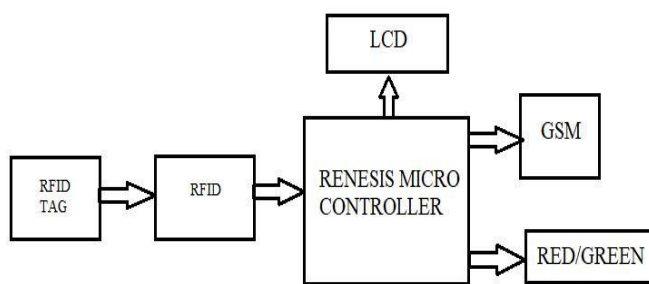 LCD
GSM
RFID
TAG
RFID
RENESIS MICRO
CONTROLLER
RED/GREEN